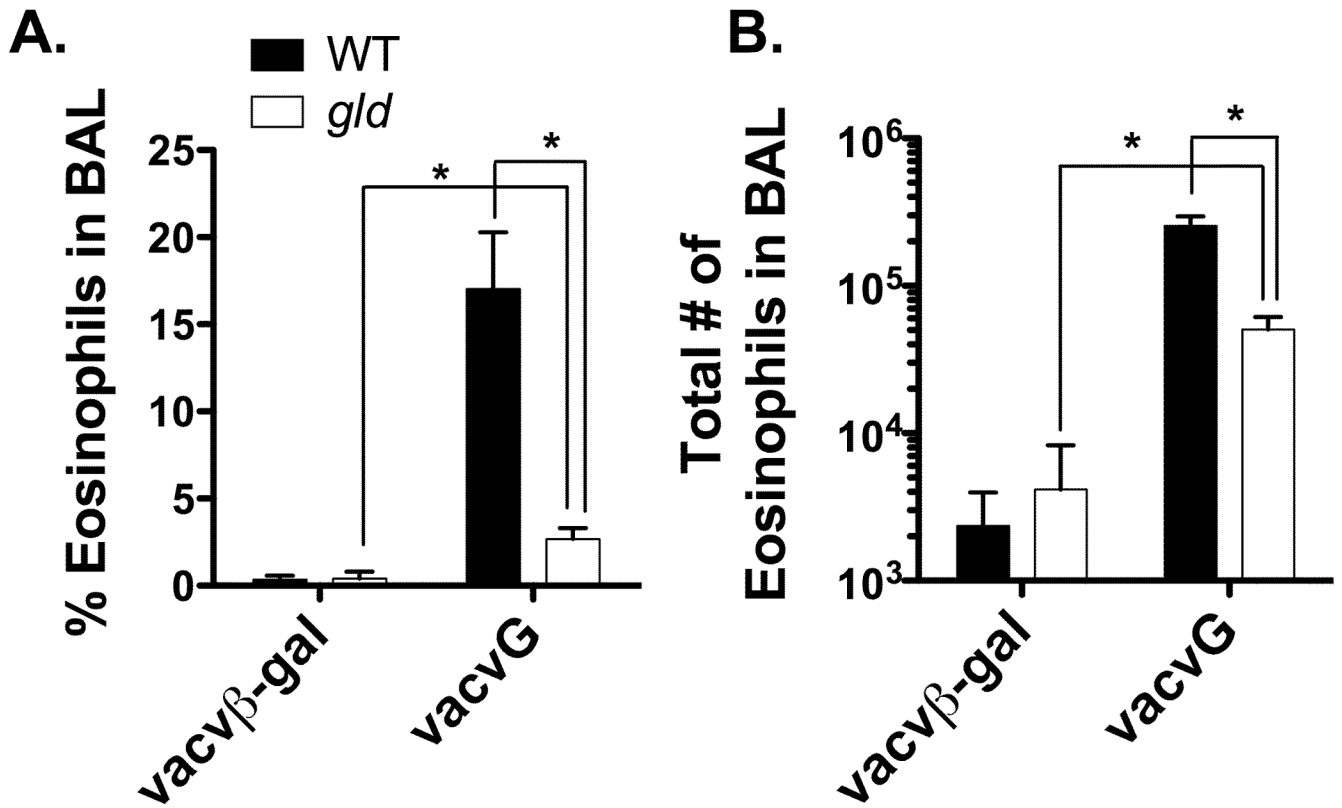 A.
WT
gld
% Eosinophils in BAL
25
20
15
10
5
0
*
*
vacvβ-gal
vacvG
B.
Total # of
Eosinophils in BAL
10⁶
10⁵
10⁴
10³
*
*
vacvβ-gal
vacvG